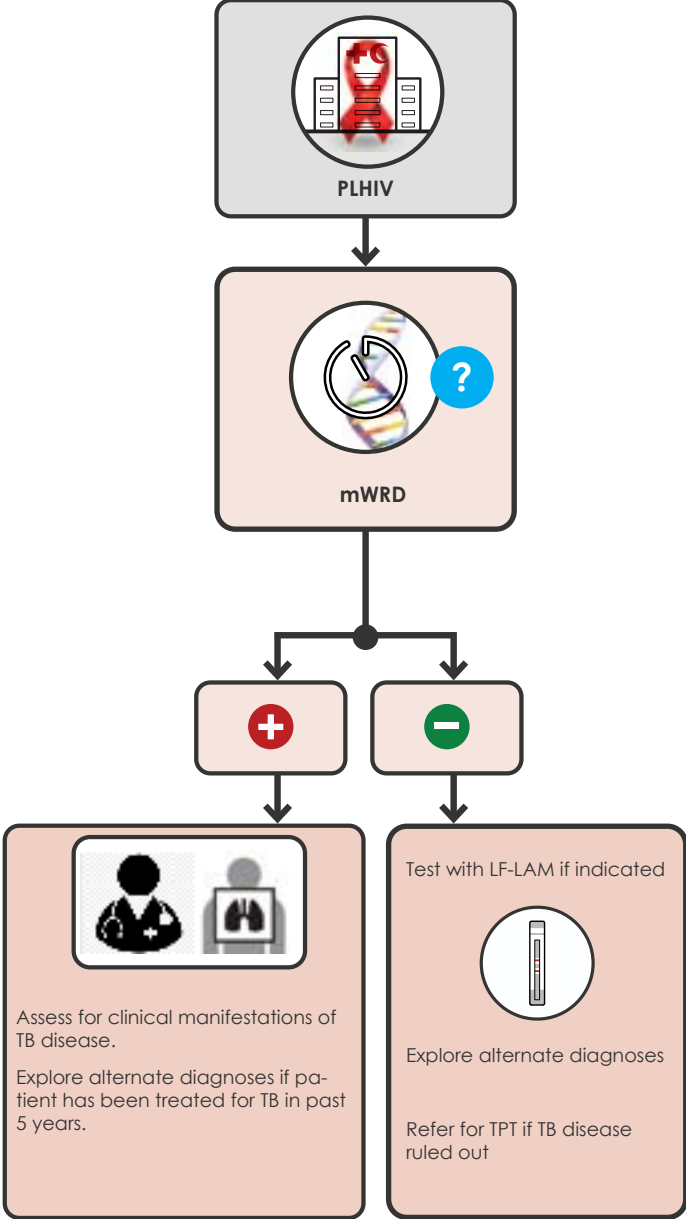 PLHIV
?
mWRD
Assess for clinical manifestations of
TB disease.
Explore alternate diagnoses if pa-
tient has been treated for TB in past
5 years.
Test with LF-LAM if indicated
Explore alternate diagnoses
Refer for TPT if TB disease
ruled out